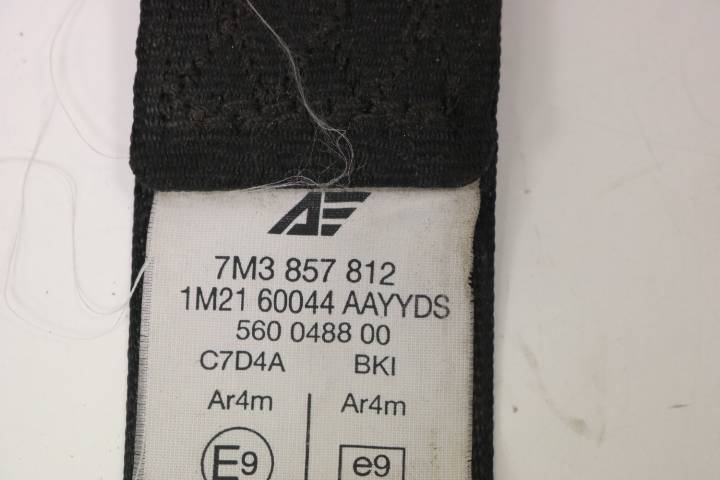 AE
7M3 857 812
1M21 60044 AAYYDS
560 0488 00
C7D4A BKI
Ar4m Ar4m
E9 e9